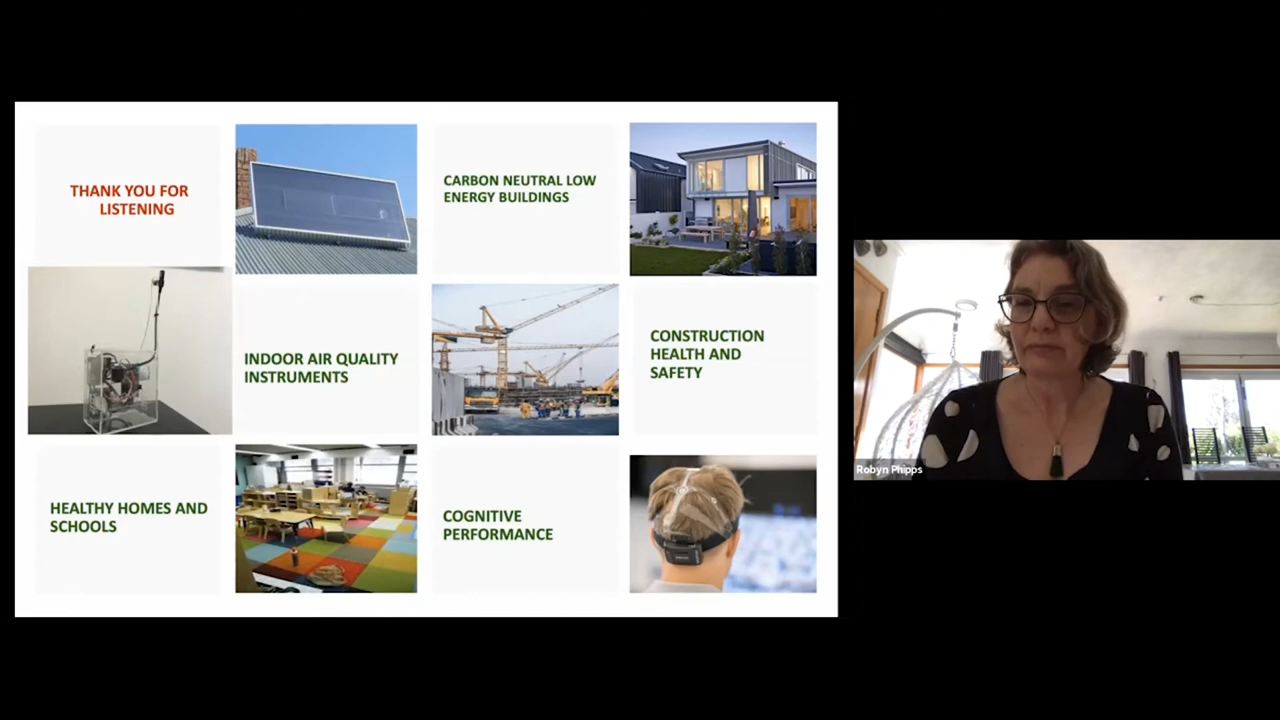 THANK YOU FOR
LISTENING
CARBON NEUTRAL LOW
ENERGY BUILDINGS
INDOOR AIR QUALITY
INSTRUMENTS
CONSTRUCTION
HEALTH AND
SAFETY
HEALTHY HOMES AND
SCHOOLS
COGNITIVE
PERFORMANCE
Robyn Phipps